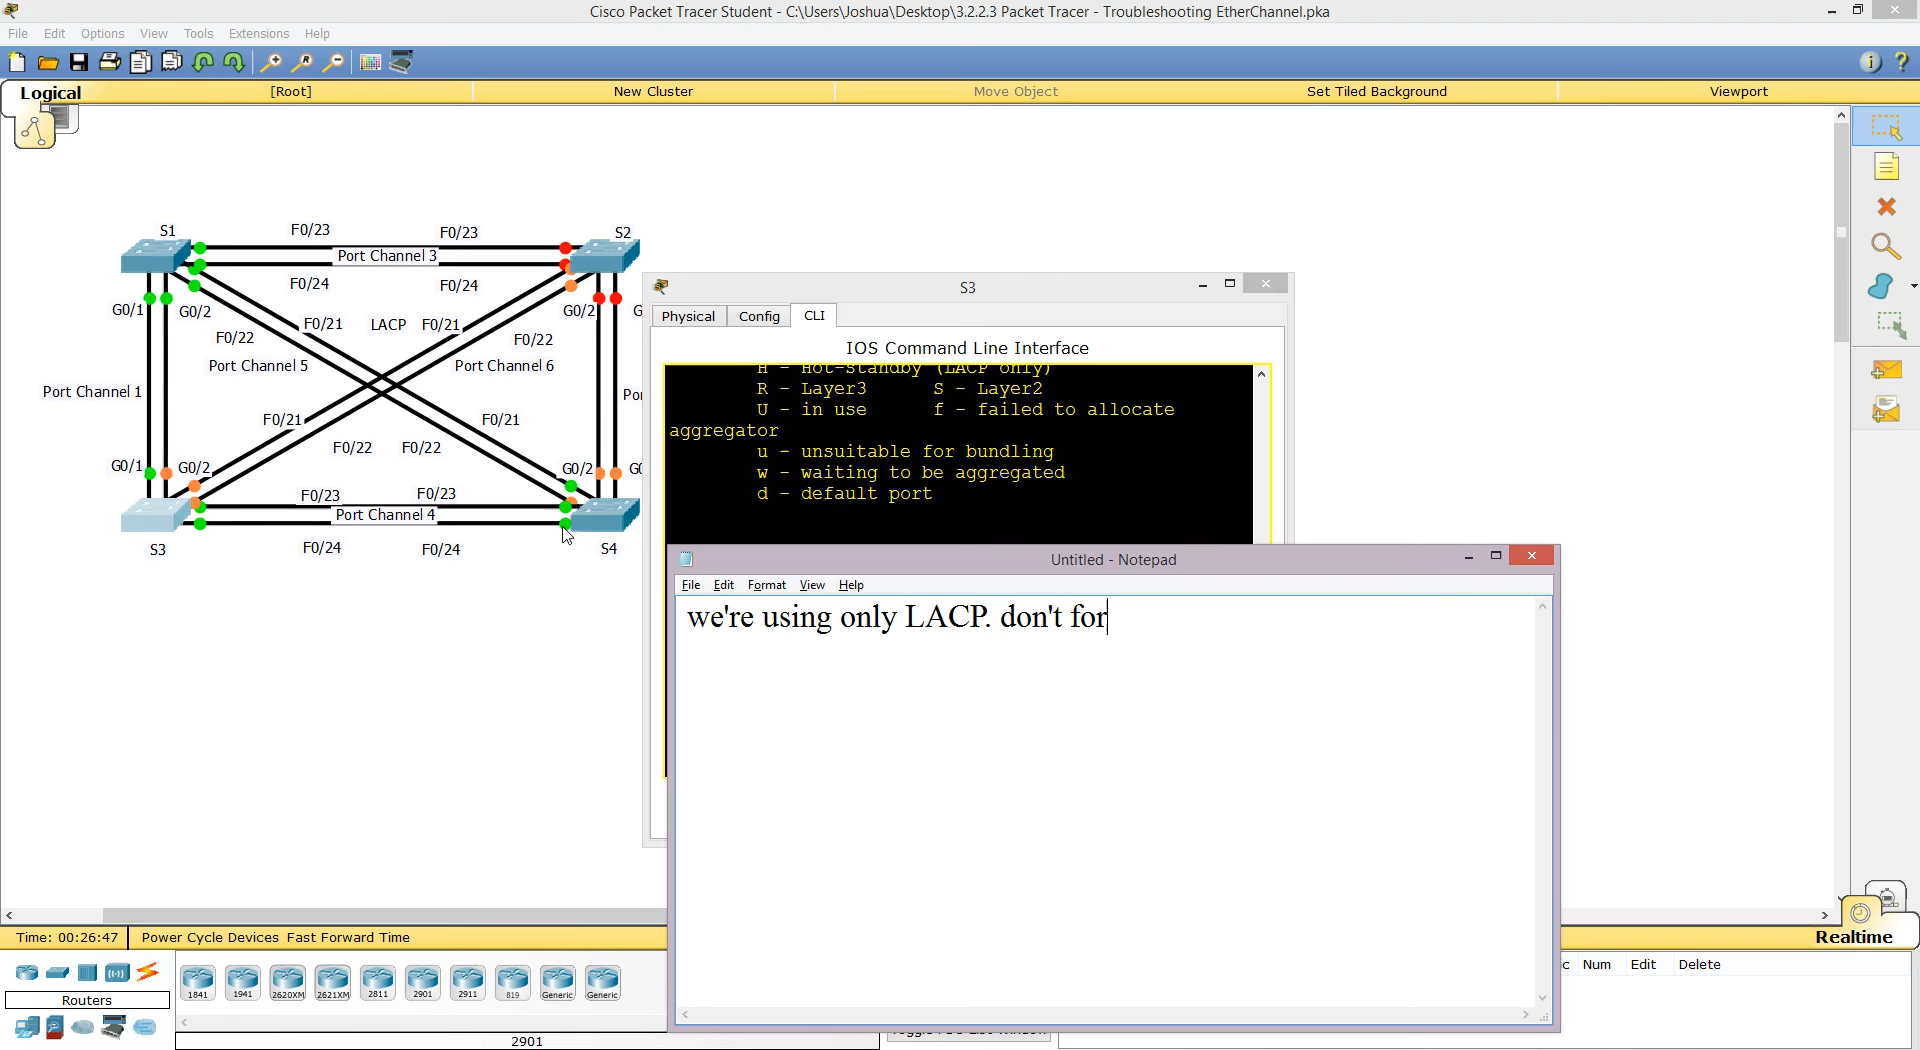 Cisco Packet Tracer Student - C:\Users\Joshua\Desktop\3.2.2.3 Packet Tracer - Troubleshooting EtherChannel.pka
File Edit Options View Tools Extensions Help
Logical [Root] New Cluster Move Object Set Tiled Background Viewport
S1 F0/23 F0/23 S2
Port Channel 3
F0/24 F0/24
G0/1 G0/2 G0/2
F0/22 F0/21 LACP F0/21 F0/22
Port Channel 5 Port Channel 6
Port Channel 1
F0/21 F0/21
F0/22 F0/22
G0/1 G0/2 G0/2
F0/23 F0/23
Port Channel 4
S3 F0/24 F0/24 S4
S3
Physical Config CLI
IOS Command Line Interface
H - Hot-standby (LACP only)
R - Layer3 S - Layer2
U - in use f - failed to allocate
aggregator
u - unsuitable for bundling
w - waiting to be aggregated
d - default port
Untitled - Notepad
File Edit Format View Help
we're using only LACP. don't for
Time: 00:26:47 Power Cycle Devices Fast Forward Time
Realtime
Num Edit Delete
Routers
1841 1941 2620XM 2621XM 2811 2901 2911 819 Generic Generic
2901